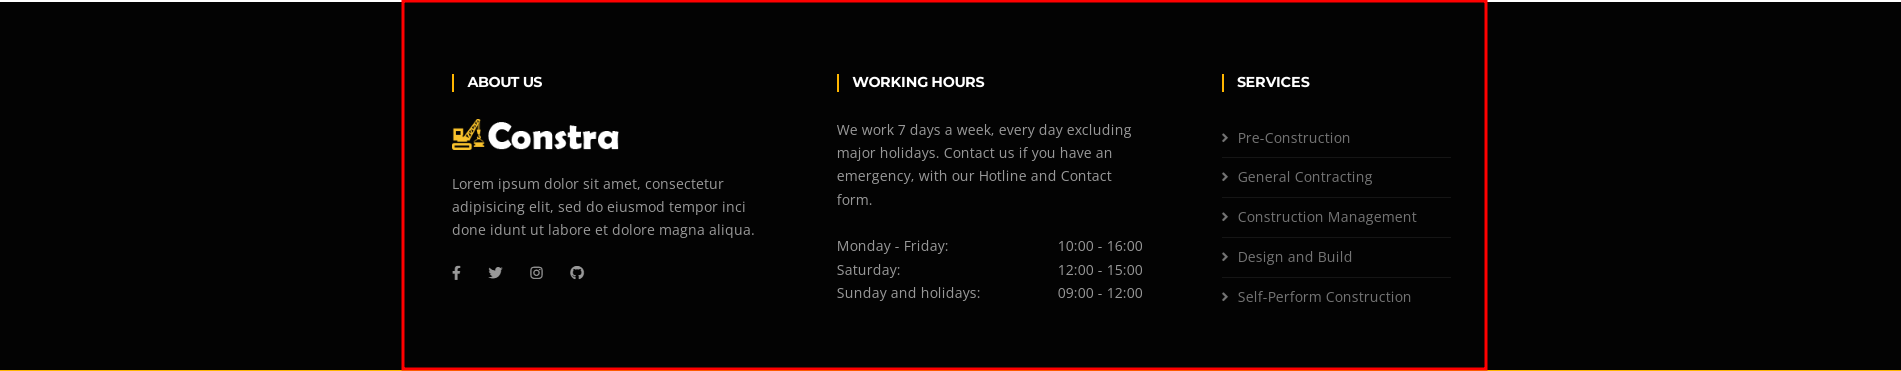 ABOUT US
Constra
Lorem ipsum dolor sit amet, consectetur
adipisicing elit, sed do eiusmod tempor inci
done idunt ut labore et dolore magna aliqua.
WORKING HOURS
We work 7 days a week, every day excluding
major holidays. Contact us if you have an
emergency, with our Hotline and Contact
form.
Monday - Friday: 10:00 - 16:00
Saturday: 12:00 - 15:00
Sunday and holidays: 09:00 - 12:00
SERVICES
Pre-Construction
General Contracting
Construction Management
Design and Build
Self-Perform Construction